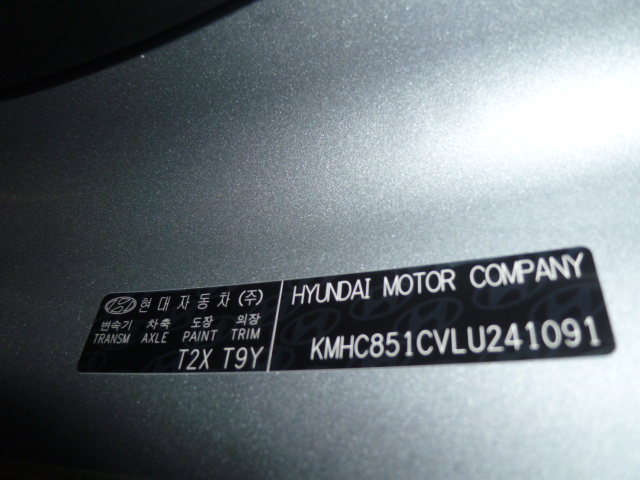 현대자동차(주)
변속기 차축 도장 의장
TRANSM AXLE PAINT TRIM
T2X T9Y
HYUNDAI MOTOR COMPANY
KMHC851CVLU241091